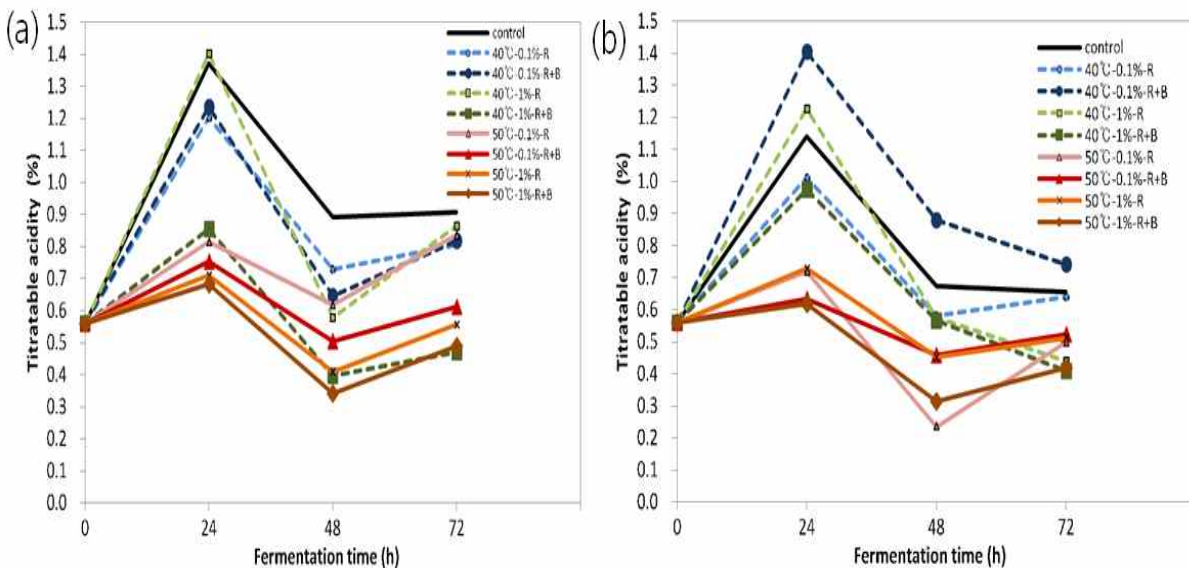 (a)
Titratable acidity (%)
1.5
1.4
1.3
1.2
1.1
1.0
0.9
0.8
0.7
0.6
0.5
0.4
0.3
0.2
0.1
0.0
0
24
48
72
Fermentation time (h)
control
40℃-0.1%-R
40℃-0.1%-R+B
40℃-1%-R
40℃-1%-R+B
50℃-0.1%-R
50℃-0.1%-R+B
50℃-1%-R
50℃-1%-R+B
(b)
Titratable acidity (%)
1.5
1.4
1.3
1.2
1.1
1.0
0.9
0.8
0.7
0.6
0.5
0.4
0.3
0.2
0.1
0.0
0
24
48
72
Fermentation time (h)
control
40℃-0.1%-R
40℃-0.1%-R+B
40℃-1%-R
40℃-1%-R+B
50℃-0.1%-R
50℃-0.1%-R+B
50℃-1%-R
50℃-1%-R+B